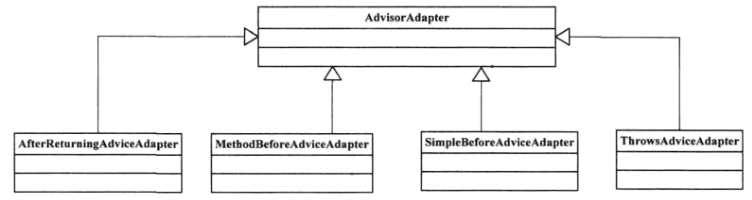 AdvisorAdapter
AfterReturningAdviceAdapter
MethodBeforeAdviceAdapter
SimpleBeforeAdviceAdapter
ThrowsAdviceAdapter